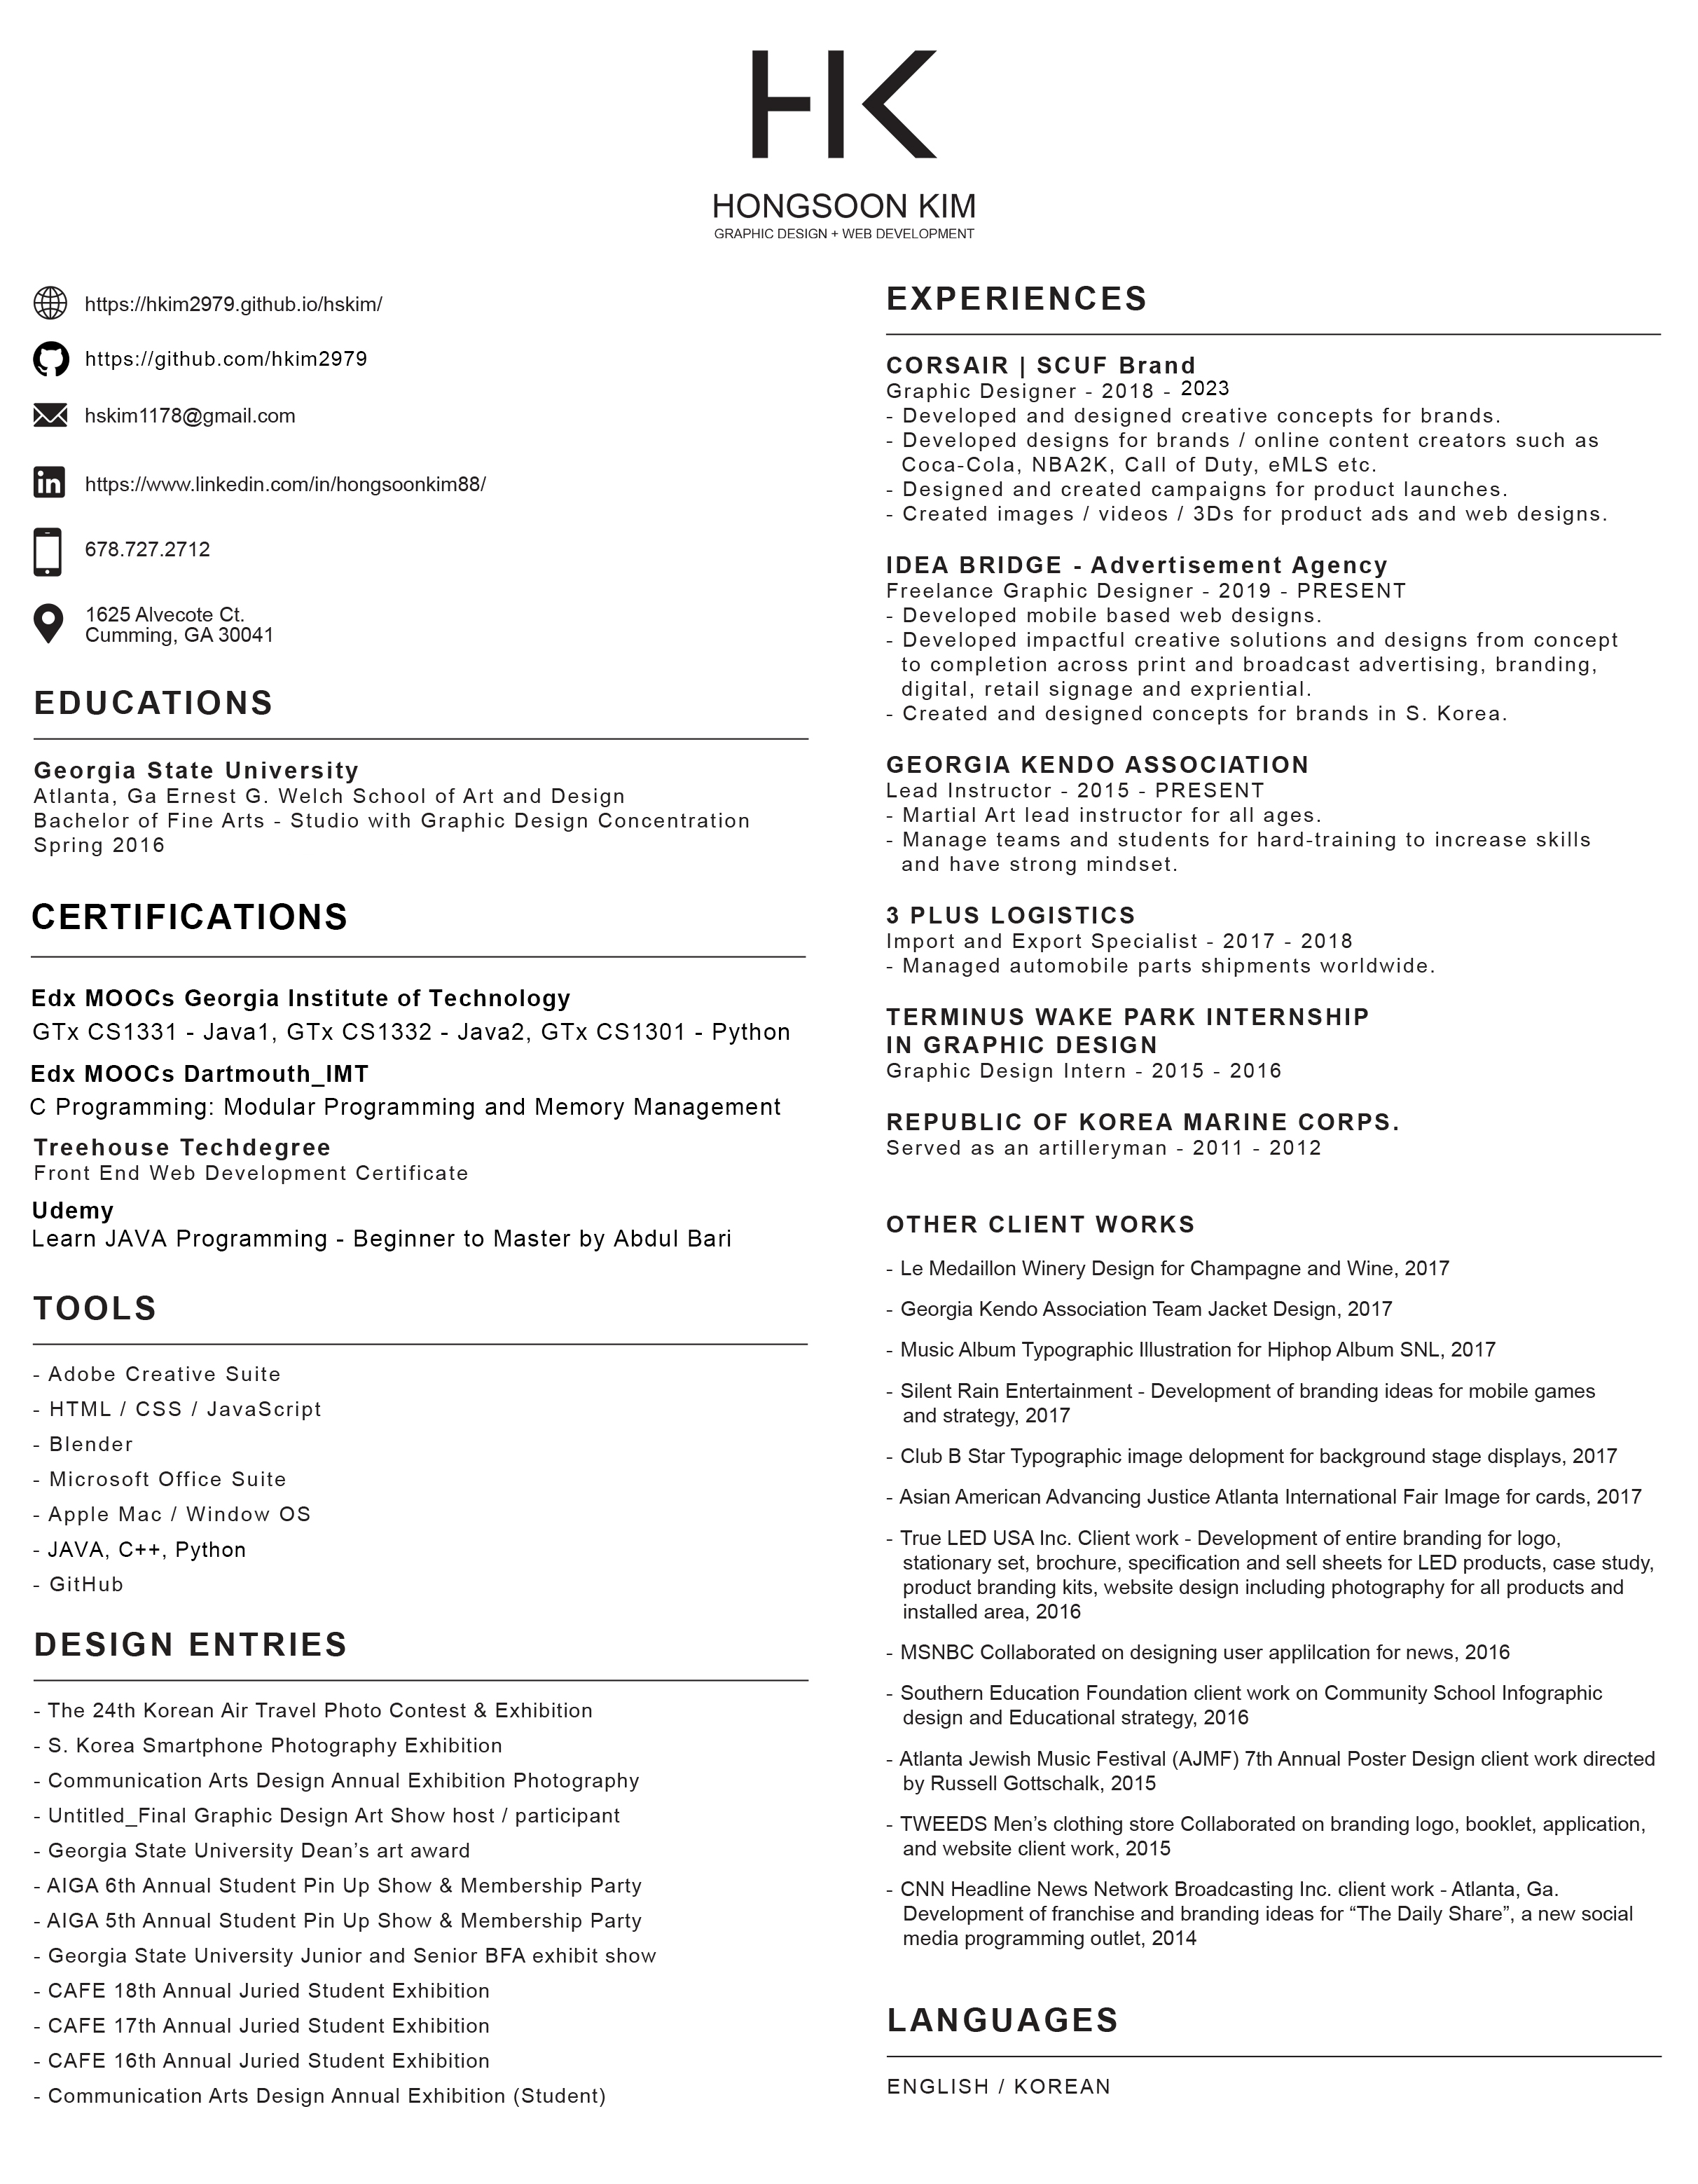 HK
HONGSOON KIM
GRAPHIC DESIGN + WEB DEVELOPMENT
https://hkim2979.github.io/hskim/
https://github.com/hkim2979
hskim1178@gmail.com
in https://www.linkedin.com/in/hongsoonkim88/
678.727.2712
1625 Alvecote Ct.
Cumming, GA 30041
EDUCATIONS
Georgia State University
Atlanta, Ga Ernest G. Welch School of Art and Design
Bachelor of Fine Arts - Studio with Graphic Design Concentration
Spring 2016
CERTIFICATIONS
Edx MOOCs Georgia Institute of Technology
GTx CS1331 - Java1, GTx CS1332 - Java2, GTx CS1301 - Python
Edx MOOCs Dartmouth_IMT
C Programming: Modular Programming and Memory Management
Treehouse Techdegree
Front End Web Development Certificate
Udemy
Learn JAVA Programming - Beginner to Master by Abdul Bari
TOOLS
- Adobe Creative Suite
- HTML / CSS / JavaScript
- Blender
- Microsoft Office Suite
- Apple Mac / Window OS
- JAVA, C++, Python
- GitHub
DESIGN ENTRIES
- The 24th Korean Air Travel Photo Contest & Exhibition
- S. Korea Smartphone Photography Exhibition
- Communication Arts Design Annual Exhibition Photography
- Untitled_Final Graphic Design Art Show host / participant
- Georgia State University Dean’s art award
- AIGA 6th Annual Student Pin Up Show & Membership Party
- AIGA 5th Annual Student Pin Up Show & Membership Party
- Georgia State University Junior and Senior BFA exhibit show
- CAFE 18th Annual Juried Student Exhibition
- CAFE 17th Annual Juried Student Exhibition
- CAFE 16th Annual Juried Student Exhibition
- Communication Arts Design Annual Exhibition (Student)
EXPERIENCES
CORSAIR | SCUF Brand
Graphic Designer - 2018 - 2023
- Developed and designed creative concepts for brands.
- Developed designs for brands / online content creators such as
Coca-Cola, NBA2K, Call of Duty, eMLS etc.
- Designed and created campaigns for product launches.
- Created images / videos / 3Ds for product ads and web designs.
IDEA BRIDGE - Advertisement Agency
Freelance Graphic Designer - 2019 - PRESENT
- Developed mobile based web designs.
- Developed impactful creative solutions and designs from concept
to completion across print and broadcast advertising, branding,
digital, retail signage and expriential.
- Created and designed concepts for brands in S. Korea.
GEORGIA KENDO ASSOCIATION
Lead Instructor - 2015 - PRESENT
- Martial Art lead instructor for all ages.
- Manage teams and students for hard-training to increase skills
and have strong mindset.
3 PLUS LOGISTICS
Import and Export Specialist - 2017 - 2018
- Managed automobile parts shipments worldwide.
TERMINUS WAKE PARK INTERNSHIP
IN GRAPHIC DESIGN
Graphic Design Intern - 2015 - 2016
REPUBLIC OF KOREA MARINE CORPS.
Served as an artilleryman - 2011 - 2012
OTHER CLIENT WORKS
- Le Medaillon Winery Design for Champagne and Wine, 2017
- Georgia Kendo Association Team Jacket Design, 2017
- Music Album Typographic Illustration for Hiphop Album SNL, 2017
- Silent Rain Entertainment - Development of branding ideas for mobile games
and strategy, 2017
- Club B Star Typographic image delopment for background stage displays, 2017
- Asian American Advancing Justice Atlanta International Fair Image for cards, 2017
- True LED USA Inc. Client work - Development of entire branding for logo,
stationary set, brochure, specification and sell sheets for LED products, case study,
product branding kits, website design including photography for all products and
installed area, 2016
- MSNBC Collaborated on designing user applilcation for news, 2016
- Southern Education Foundation client work on Community School Infographic
design and Educational strategy, 2016
- Atlanta Jewish Music Festival (AJMF) 7th Annual Poster Design client work directed
by Russell Gottschalk, 2015
- TWEEDS Men’s clothing store Collaborated on branding logo, booklet, application,
and website client work, 2015
- CNN Headline News Network Broadcasting Inc. client work - Atlanta, Ga.
Development of franchise and branding ideas for “The Daily Share”, a new social
media programming outlet, 2014
LANGUAGES
ENGLISH / KOREAN